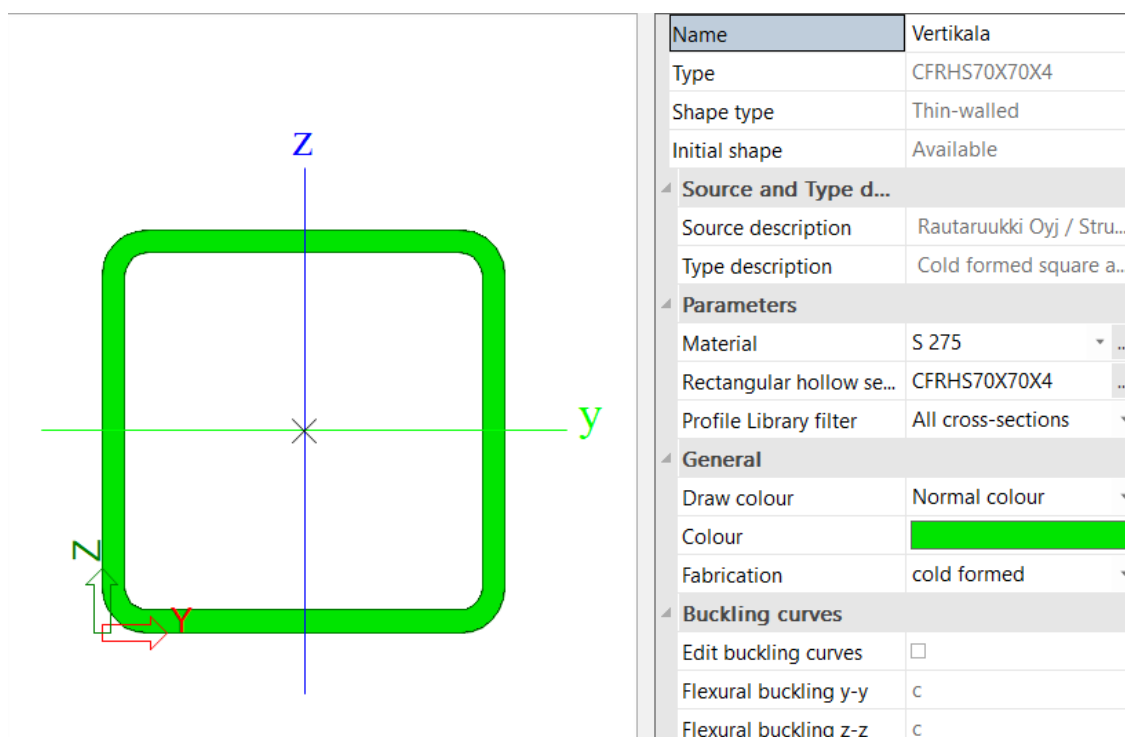 z
y
Z
Y
Name Vertikala
Type CFRHS70X70X4
Shape type Thin-walled
Initial shape Available
Source and Type d...
Source description Rautaruukki Oyj / Stru...
Type description Cold formed square a...
Parameters
Material S 275 ...
Rectangular hollow se... CFRHS70X70X4 ...
Profile Library filter All cross-sections
General
Draw colour Normal colour
Colour
Fabrication cold formed
Buckling curves
Edit buckling curves
Flexural buckling y-y c
Flexural buckling z-z c